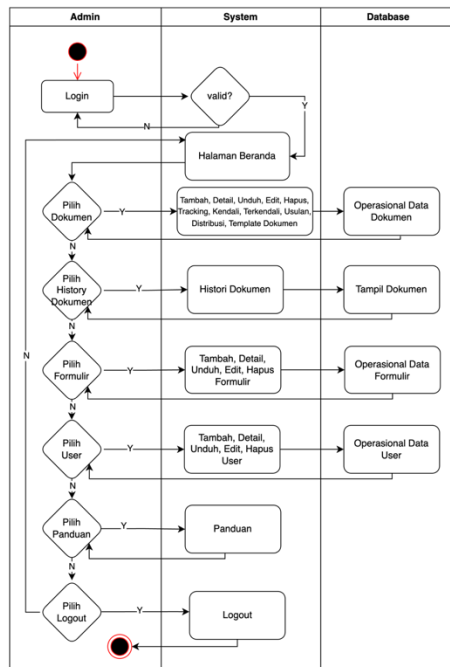 Admin
System
Database
Login
valid?
Y
N
Halaman Beranda
Pilih
Dokumen
Y
Tambah, Detail, Unduh, Edit, Hapus,
Tracking, Kendali, Terkendali, Usulan,
Distribusi, Template Dokumen
Operasional Data
Dokumen
N
Pilih
History
Dokumen
Y
Histori Dokumen
Tampil Dokumen
N
N
Pilih
Formulir
Y
Tambah, Detail,
Unduh, Edit, Hapus
Formulir
Operasional Data
Formulir
N
Pilih
User
Y
Tambah, Detail,
Unduh, Edit, Hapus
User
Operasional Data
User
N
Pilih
Panduan
Y
Panduan
N
Pilih
Logout
Y
Logout